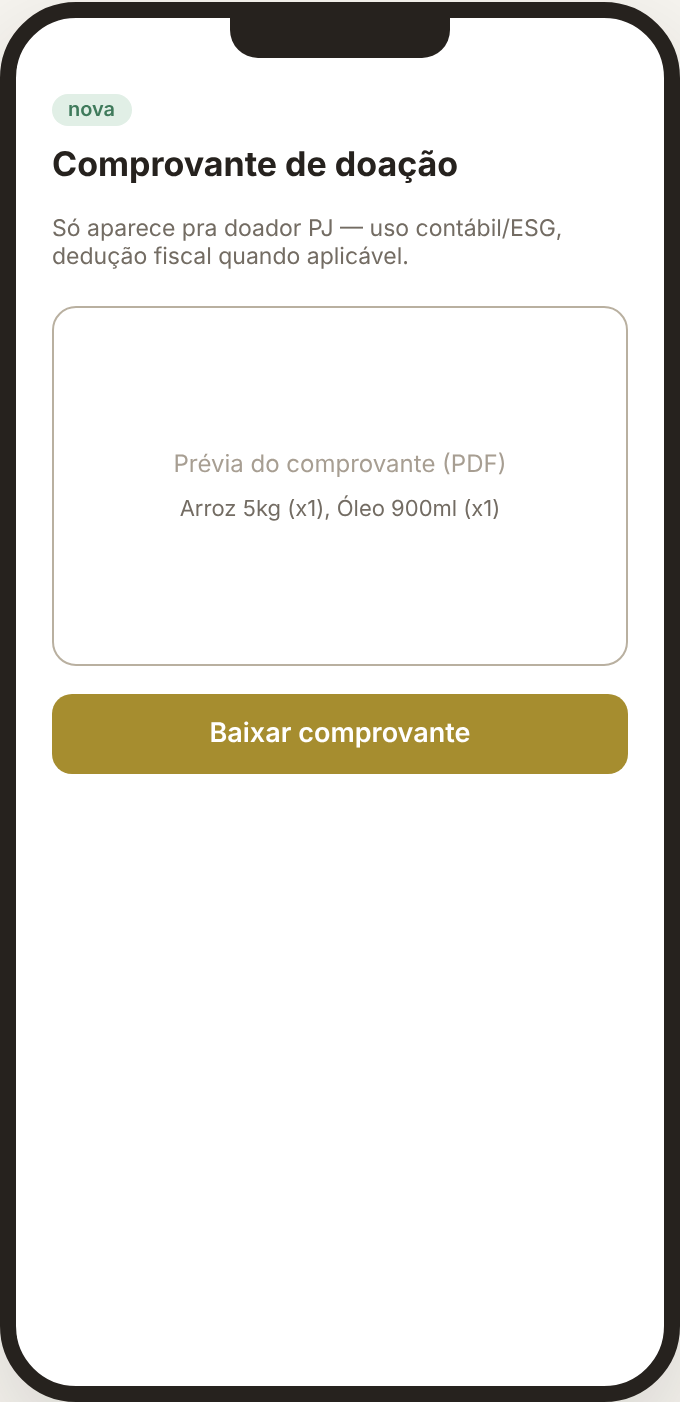 nova
Comprovante de doação
Só aparece pra doador PJ — uso contábil/ESG,
dedução fiscal quando aplicável.
Prévia do comprovante (PDF)
Arroz 5kg (x1), Óleo 900ml (x1)
Baixar comprovante